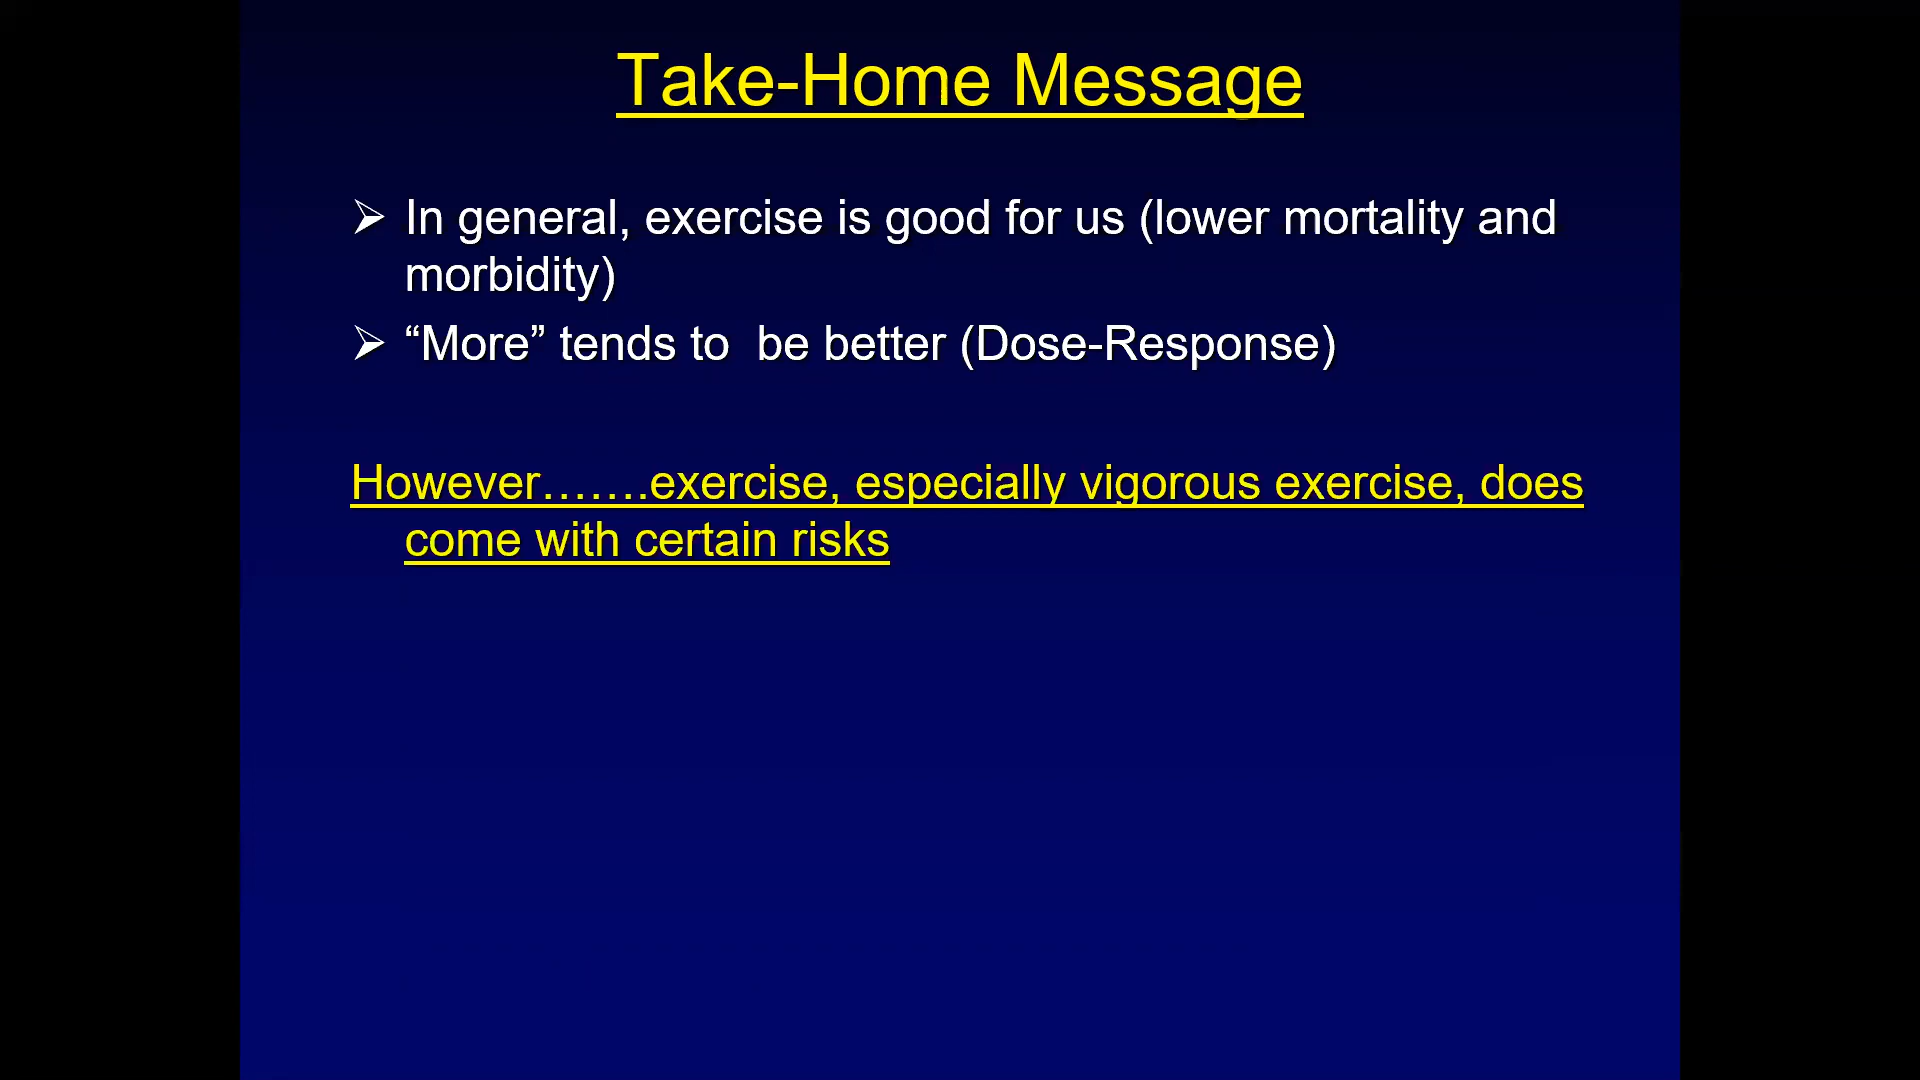 Take-Home Message
➢ In general, exercise is good for us (lower mortality and
morbidity)
➢ “More” tends to  be better (Dose-Response)
However…….exercise, especially vigorous exercise, does
come with certain risks